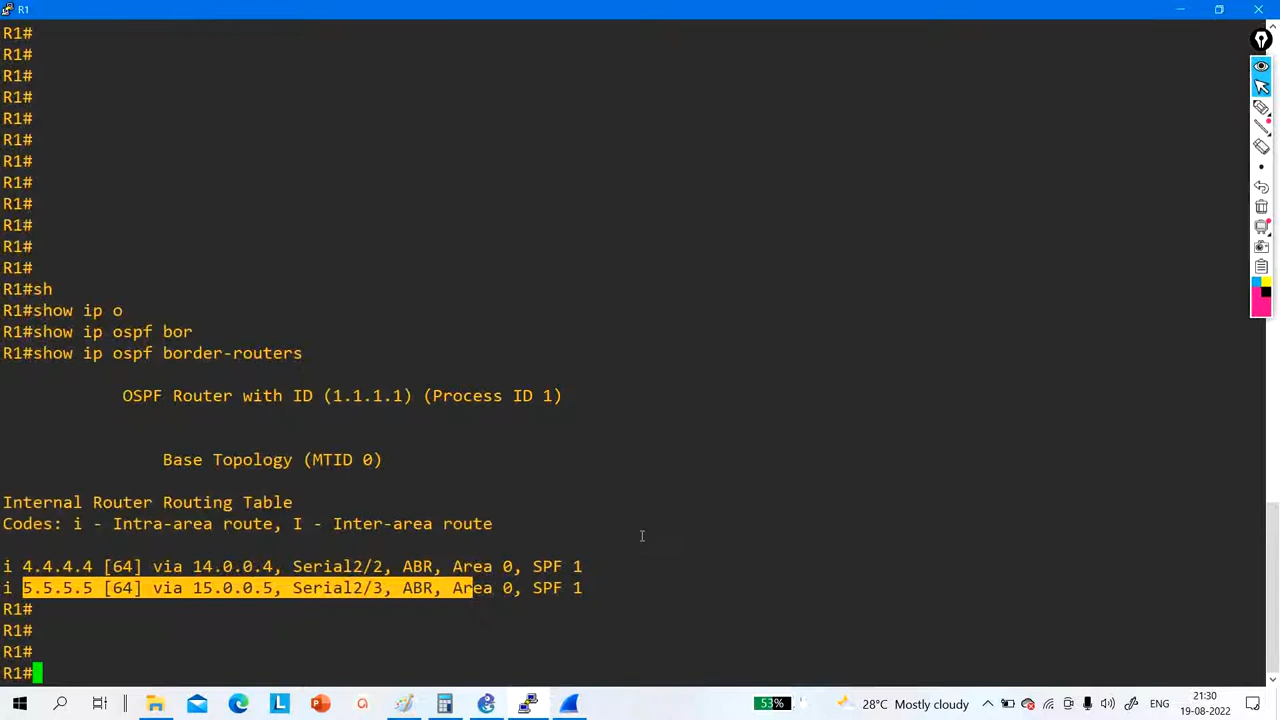 R1
R1#
R1#
R1#
R1#
R1#
R1#
R1#
R1#
R1#
R1#
R1#
R1#
R1#sh
R1#show ip o
R1#show ip ospf bor
R1#show ip ospf border-routers
OSPF Router with ID (1.1.1.1) (Process ID 1)
Base Topology (MTID 0)
Internal Router Routing Table
Codes: i - Intra-area route, I - Inter-area route
i 4.4.4.4 [64] via 14.0.0.4, Serial2/2, ABR, Area 0, SPF 1
i 5.5.5.5 [64] via 15.0.0.5, Serial2/3, ABR, Area 0, SPF 1
R1#
R1#
R1#
R1#
53%
28°C Mostly cloudy
ENG
21:30
19-08-2022